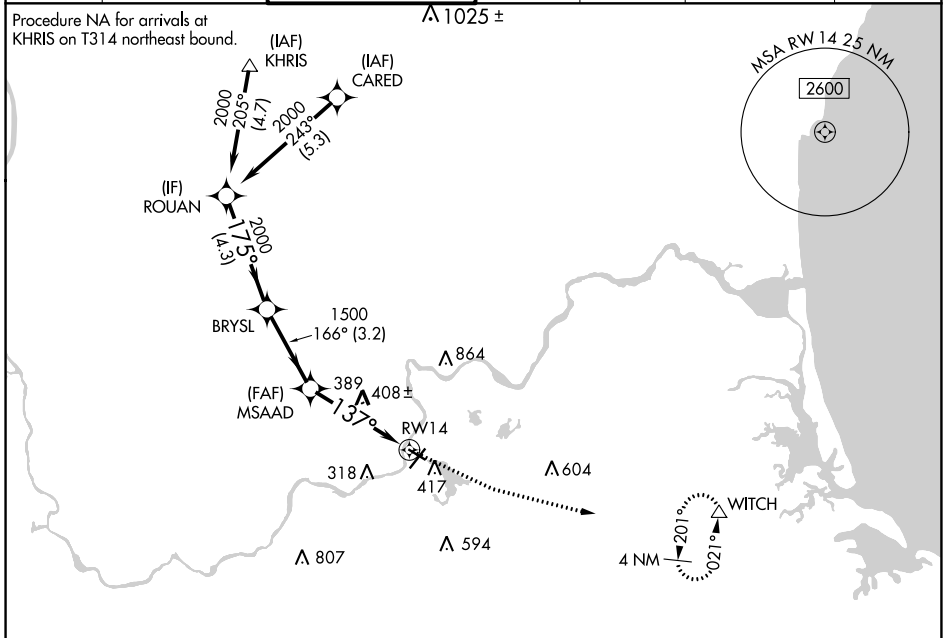 Procedure NA for arrivals at
KHRIS on T314 northeast bound.
1025 ±
(IAF)
KHRIS
(IAF)
CARED
MSA RW 14 25 NM
2600
2000
205°
(4.7)
2000
243°
(5.3)
(IF)
ROUAN
2000
175°
(4.3)
BRYSL
1500
166° (3.2)
864
(FAF)
MSAAD
389
408 ±
137°
RW14
318
417
604
WITCH
201°
021°
4 NM
807
594